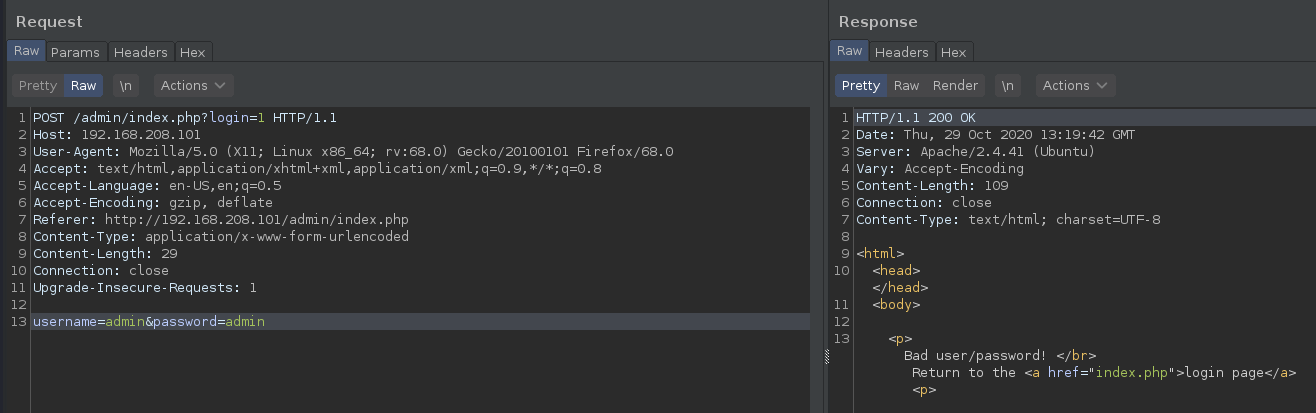 Request
Raw Params Headers Hex
Pretty Raw \n Actions
1 POST /admin/index.php?login=1 HTTP/1.1
2 Host: 192.168.208.101
3 User-Agent: Mozilla/5.0 (X11; Linux x86_64; rv:68.0) Gecko/20100101 Firefox/68.0
4 Accept: text/html,application/xhtml+xml,application/xml;q=0.9,*/*;q=0.8
5 Accept-Language: en-US,en;q=0.5
6 Accept-Encoding: gzip, deflate
7 Referer: http://192.168.208.101/admin/index.php
8 Content-Type: application/x-www-form-urlencoded
9 Content-Length: 29
10 Connection: close
11 Upgrade-Insecure-Requests: 1
12
13 username=admin&password=admin
Response
Raw Headers Hex
Pretty Raw Render \n Actions
1 HTTP/1.1 200 OK
2 Date: Thu, 29 Oct 2020 13:19:42 GMT
3 Server: Apache/2.4.41 (Ubuntu)
4 Vary: Accept-Encoding
5 Content-Length: 109
6 Connection: close
7 Content-Type: text/html; charset=UTF-8
8
9 <html>
10 <head>
</head>
11 <body>
12
13 <p>
Bad user/password! </br>
Return to the <a href="index.php">login page</a>
<p>